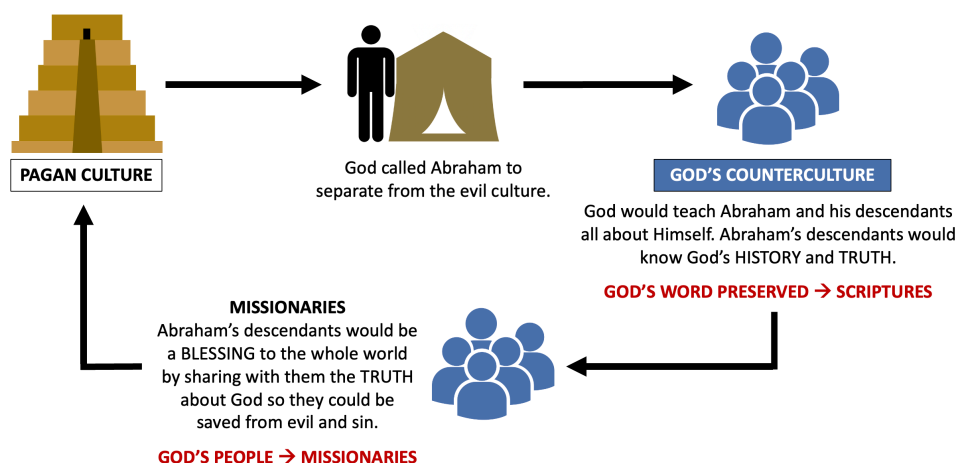 PAGAN CULTURE
God called Abraham to
separate from the evil culture.
GOD’S COUNTERCULTURE
God would teach Abraham and his descendants
all about Himself. Abraham’s descendants would
know God’s HISTORY and TRUTH.
GOD’S WORD PRESERVED → SCRIPTURES
MISSIONARIES
Abraham’s descendants would be
a BLESSING to the whole world
by sharing with them the TRUTH
about God so they could be
saved from evil and sin.
GOD’S PEOPLE → MISSIONARIES